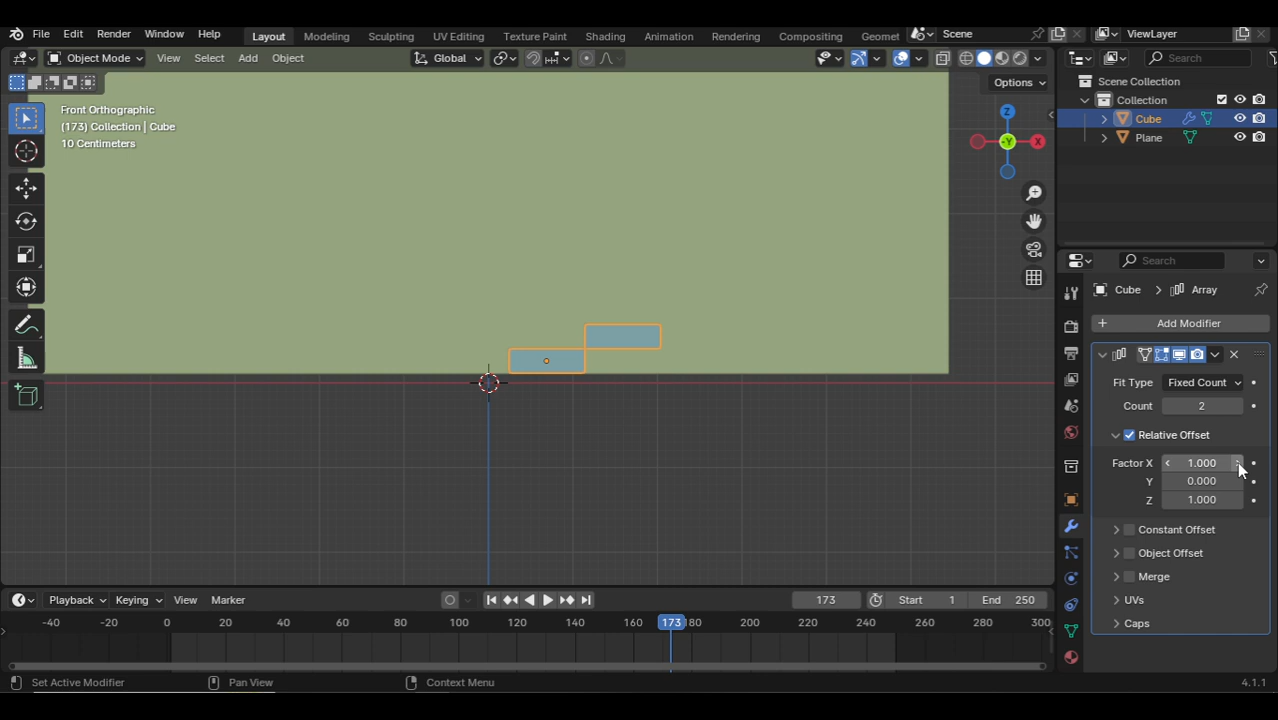 File Edit Render Window Help Layout Modeling Sculpting UV Editing Texture Paint Shading Animation Rendering Compositing Geomet Scene ViewLayer
Object Mode View Select Add Object Global Search
Options
Scene Collection
Collection
Cube
Plane
Front Orthographic
(173) Collection | Cube
10 Centimeters
Z
-Y
X
Search
Cube > Array
+ Add Modifier
Fit Type Fixed Count
Count 2
Relative Offset
Factor X 1.000
Y 0.000
Z 1.000
Constant Offset
Object Offset
Merge
UVs
Caps
Playback Keying View Marker 173 Start 1 End 250
-40 -20 0 20 40 60 80 100 120 140 160 173 80 200 220 240 260 280 300
Set Active Modifier Pan View Context Menu 4.1.1